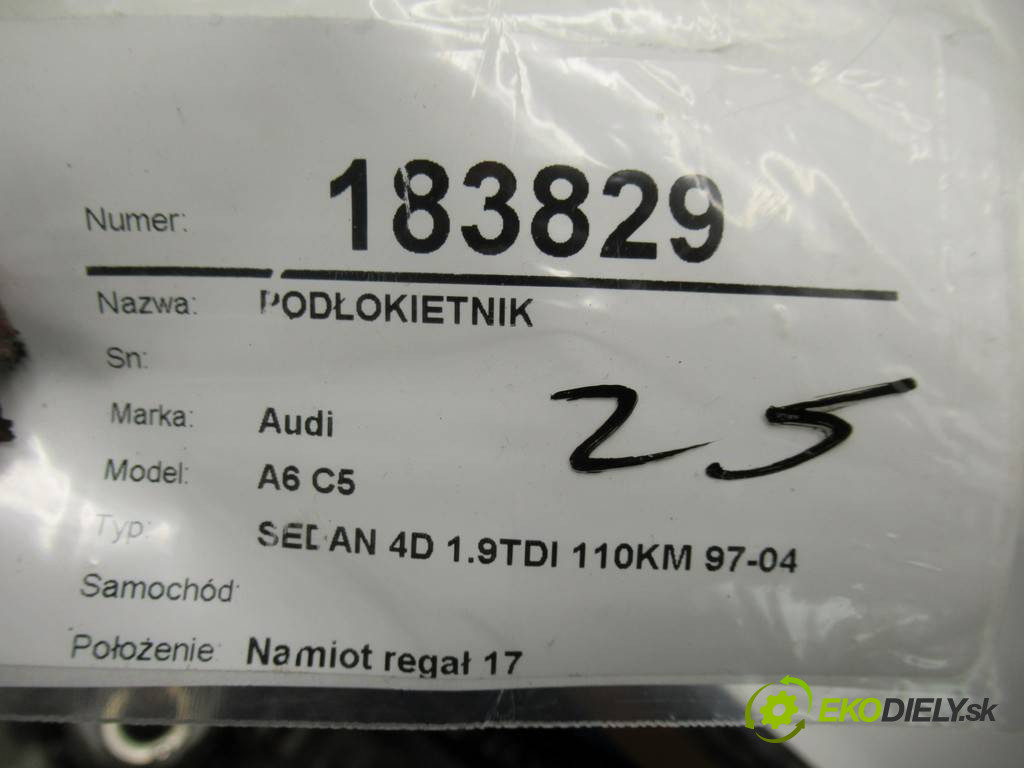 Numer: 183829
Nazwa: PODŁOKIETNIK
Sn:
Marka: Audi
25
Model: A6 C5
Typ: SEDAN 4D 1.9TDI 110KM 97-04
Samochód:
Położenie: Namiot regał 17
EKODIELY.sk